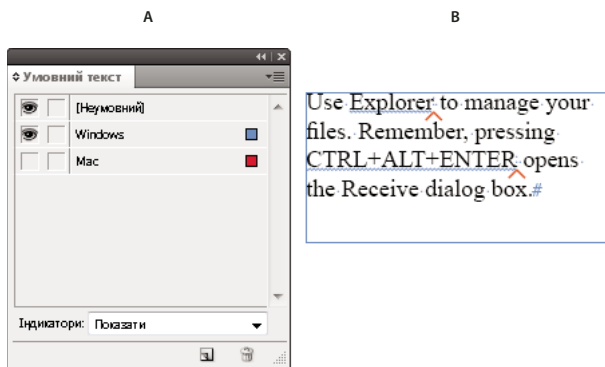 A
B
Умовний текст
[Неумовний]
Windows
Mac
Індикатори: Показати
Use Explorer to manage your
files. Remember, pressing
CTRL+ALT+ENTER opens
the Receive dialog box.#